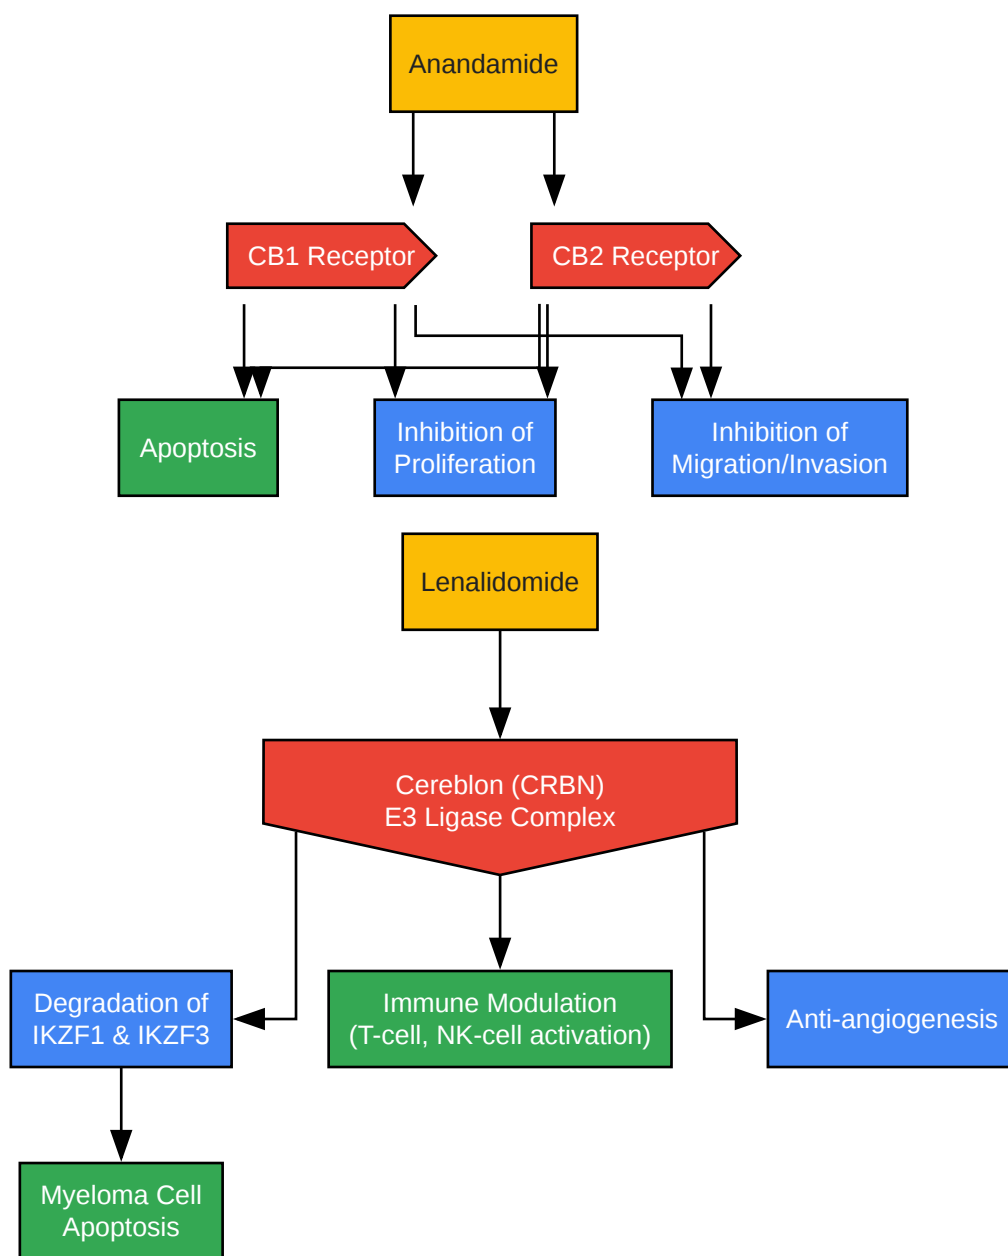 Anandamide
CB1 Receptor
CB2 Receptor
Apoptosis
Inhibition of
Proliferation
Inhibition of
Migration/Invasion
Lenalidomide
Cereblon (CRBN)
E3 Ligase Complex
Degradation of
IKZF1 & IKZF3
Immune Modulation
(T-cell, NK-cell activation)
Anti-angiogenesis
Myeloma Cell
Apoptosis